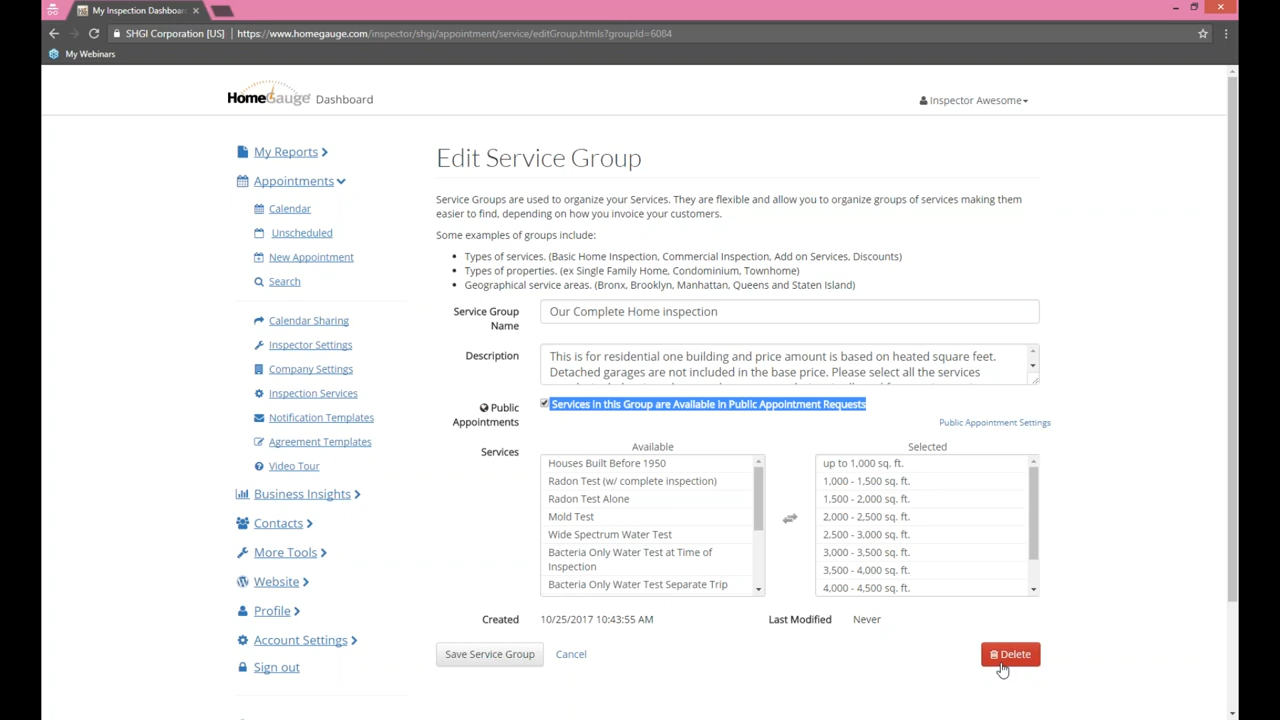 My Inspection Dashboa
SHGI Corporation [US] https://www.homegauge.com/inspector/shgi/appointment/service/editGroup.htmls?groupId=6084
My Webinars
HomeGauge Dashboard
Inspector Awesome
My Reports
Appointments
Calendar
Unscheduled
New Appointment
Search
Calendar Sharing
Inspector Settings
Company Settings
Inspection Services
Notification Templates
Agreement Templates
Video Tour
Business Insights
Contacts
More Tools
Website
Profile
Account Settings
Sign out
Edit Service Group
Service Groups are used to organize your Services. They are flexible and allow you to organize groups of services making them
easier to find, depending on how you invoice your customers.
Some examples of groups include:
Types of services. (Basic Home Inspection, Commercial Inspection, Add on Services, Discounts)
Types of properties. (ex Single Family Home, Condominium, Townhome)
Geographical service areas. (Bronx, Brooklyn, Manhattan, Queens and Staten Island)
Service Group
Name
Our Complete Home inspection
Description
This is for residential one building and price amount is based on heated square feet.
Detached garages are not included in the base price. Please select all the services
Public
Appointments
Services in this Group are Available in Public Appointment Requests
Public Appointment Settings
Services
Available
Houses Built Before 1950
Radon Test (w/ complete inspection)
Radon Test Alone
Mold Test
Wide Spectrum Water Test
Bacteria Only Water Test at Time of
Inspection
Bacteria Only Water Test Separate Trip
Selected
up to 1,000 sq. ft.
1,000 - 1,500 sq. ft.
1,500 - 2,000 sq. ft.
2,000 - 2,500 sq. ft.
2,500 - 3,000 sq. ft.
3,000 - 3,500 sq. ft.
3,500 - 4,000 sq. ft.
4,000 - 4,500 sq. ft.
Created 10/25/2017 10:43:55 AM
Last Modified Never
Save Service Group Cancel
Delete